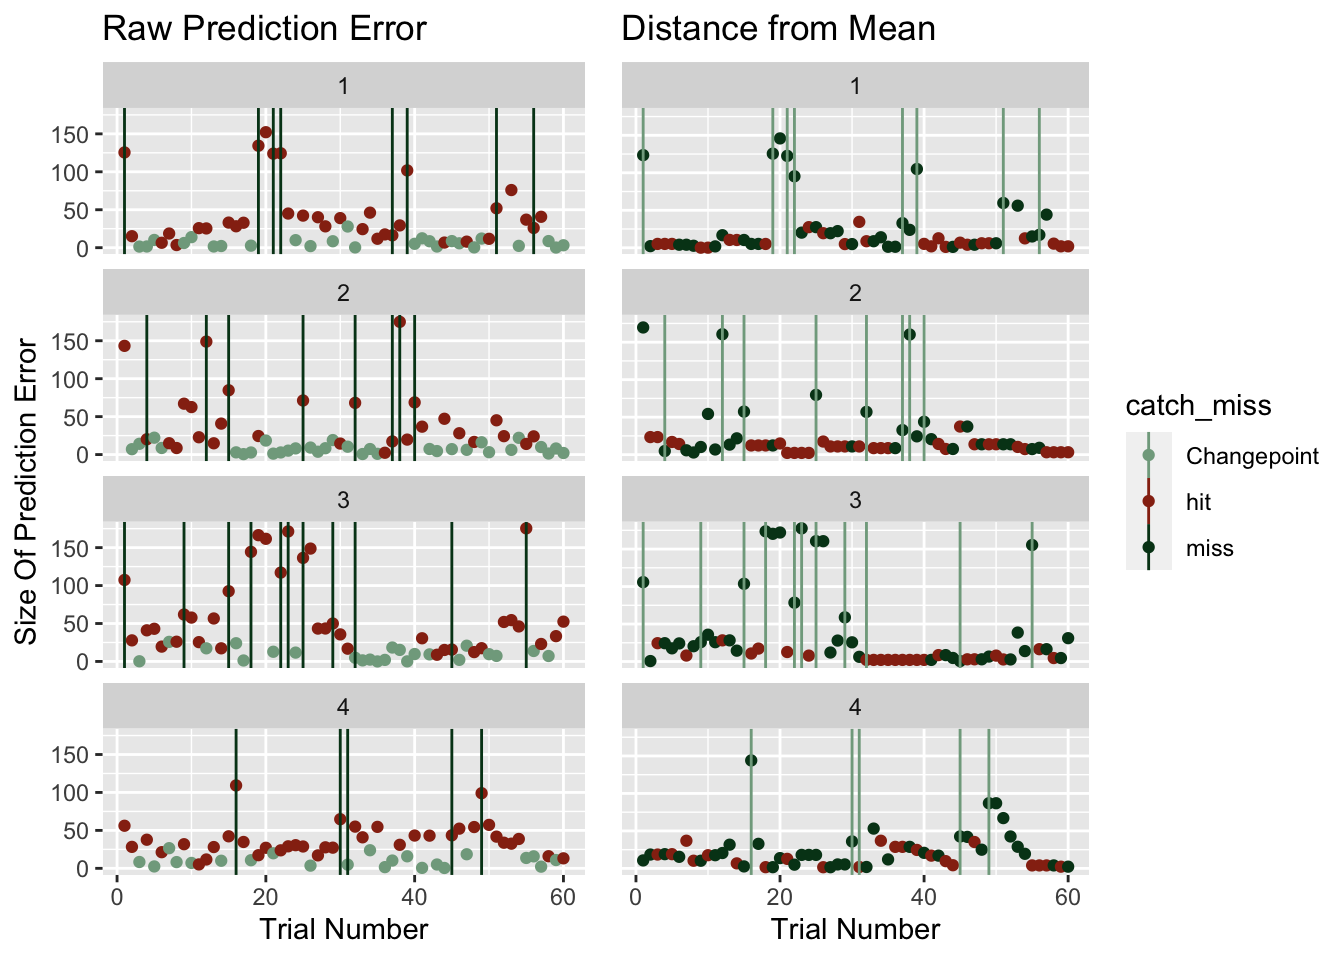 Raw Prediction Error
Distance from Mean
1
1
150
100
50
0
2
2
150
100
50
0
3
3
150
100
50
0
4
4
150
100
50
0
0 20 40 60
0 20 40 60
Trial Number
Trial Number
Size Of Prediction Error
catch_miss
Changepoint
hit
miss